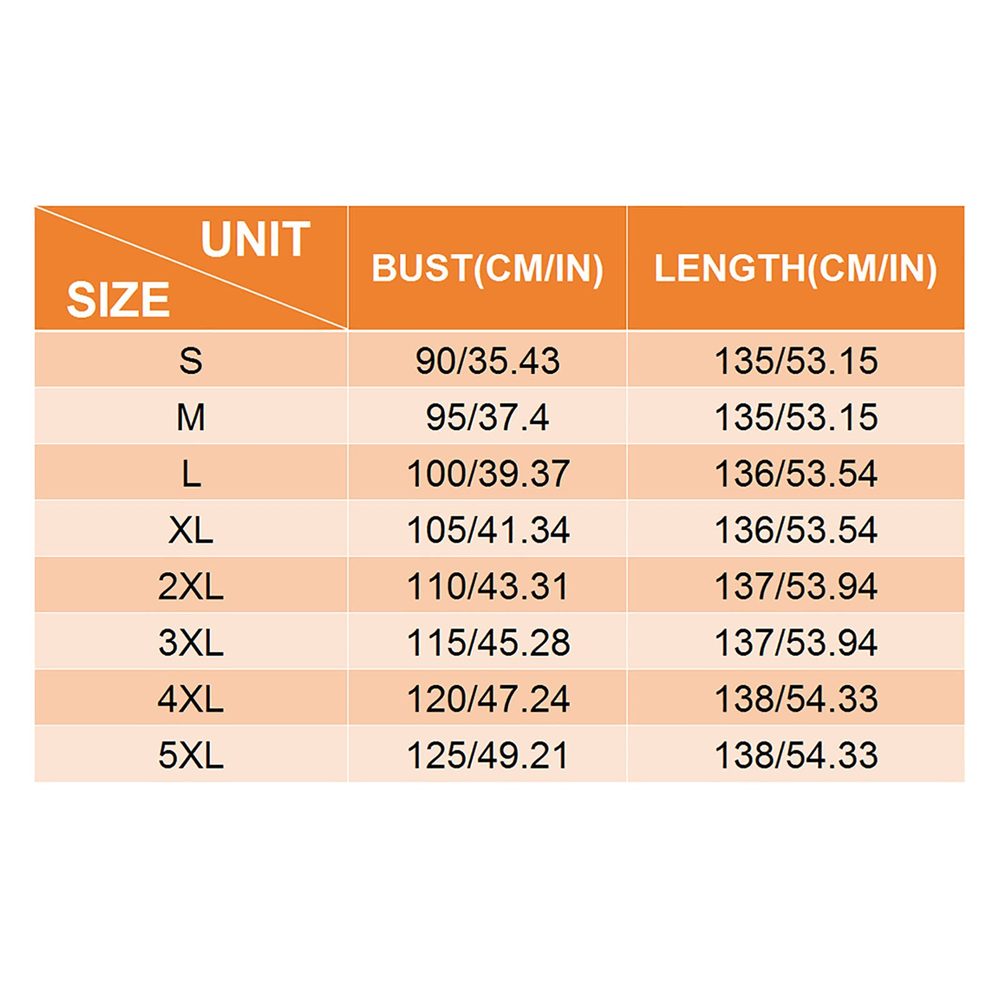 UNIT
SIZE
BUST(CM/IN) LENGTH(CM/IN)
S 90/35.43 135/53.15
M 95/37.4 135/53.15
L 100/39.37 136/53.54
XL 105/41.34 136/53.54
2XL 110/43.31 137/53.94
3XL 115/45.28 137/53.94
4XL 120/47.24 138/54.33
5XL 125/49.21 138/54.33